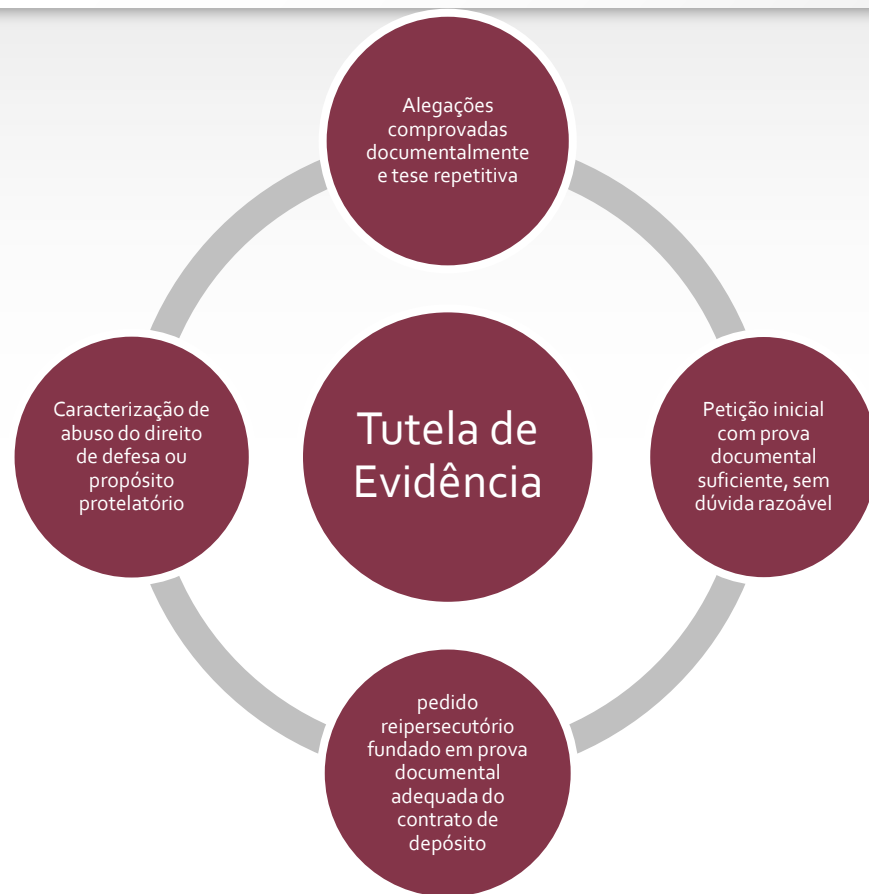 Alegações
comprovadas
documentalmente
e tese repetitiva
Caracterização de
abuso do direito
de defesa ou
propósito
protelatório
Tutela de
Evidência
Petição inicial
com prova
documental
suficiente, sem
dúvida razoável
pedido
reipersecutório
fundado em prova
documental
adequada do
contrato de
depósito